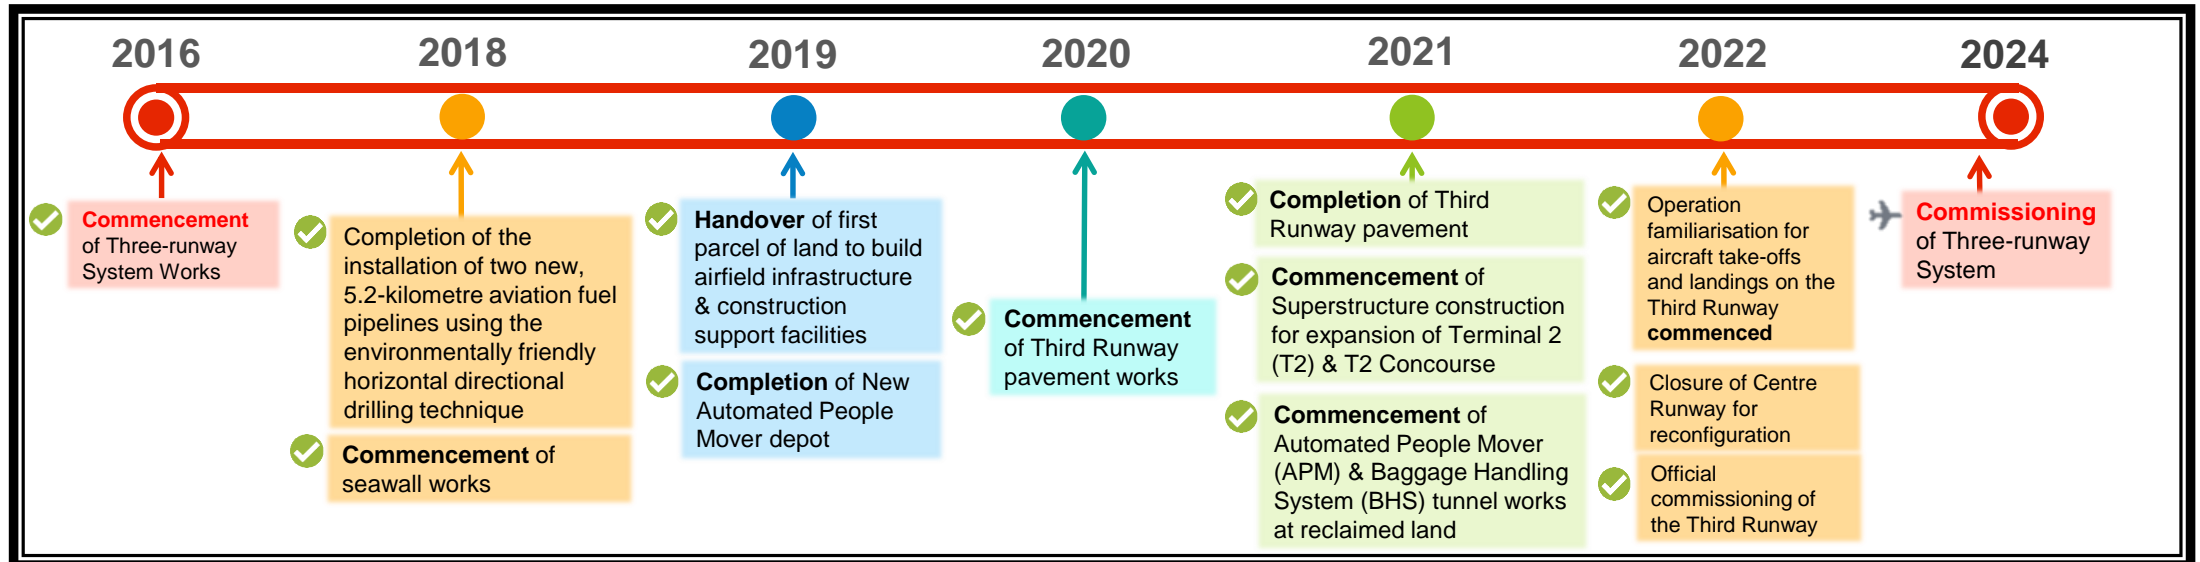 2016
2018
2019
2020
2021
2022
2024
Commencement
of Three-runway
System Works
Completion of the
installation of two new,
5.2-kilometre aviation fuel
pipelines using the
environmentally friendly
horizontal directional
drilling technique
Commencement of
seawall works
Handover of first
parcel of land to build
airfield infrastructure
& construction
support facilities
Completion of New
Automated People
Mover depot
Commencement
of Third Runway
pavement works
Completion of Third
Runway pavement
Commencement of
Superstructure construction
for expansion of Terminal 2
(T2) & T2 Concourse
Commencement of
Automated People Mover
(APM) & Baggage Handling
System (BHS) tunnel works
at reclaimed land
Operation
familiarisation for
aircraft take-offs
and landings on the
Third Runway
commenced
Closure of Centre
Runway for
reconfiguration
Official
commissioning of
the Third Runway
Commissioning
of Three-runway
System